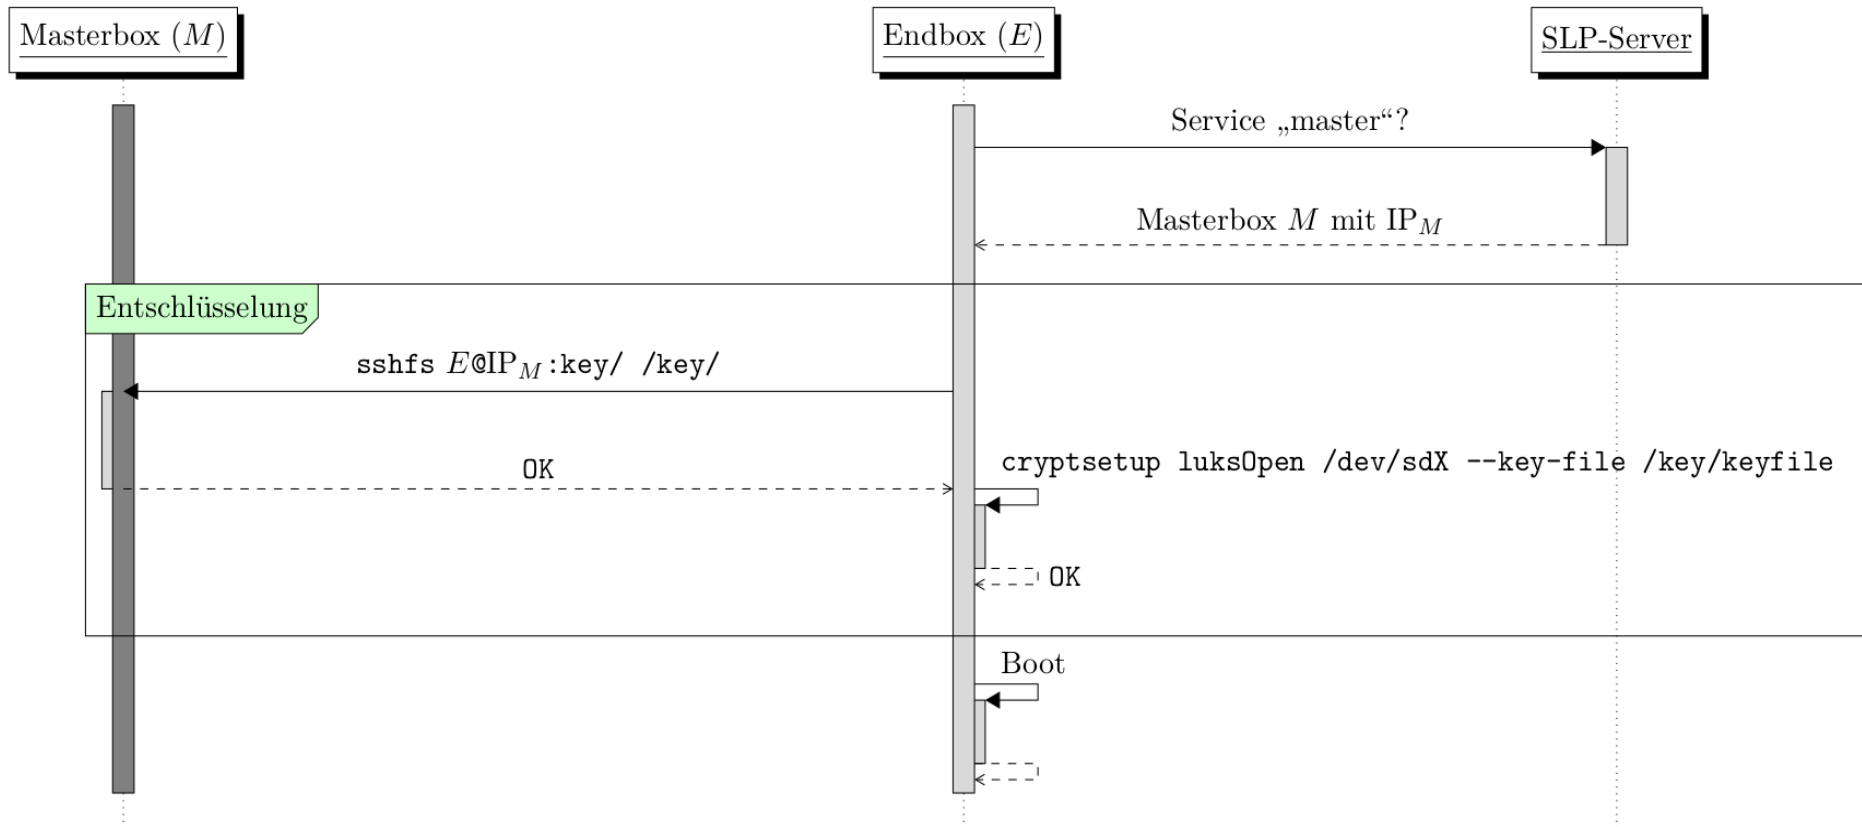 Masterbox (M)
Endbox (E)
SLP-Server
Service „master“?
Masterbox M mit IP_M
Entschlüsselung
sshfs E@IP_M:key/ /key/
cryptsetup luksOpen /dev/sdX --key-file /key/keyfile
OK
OK
Boot